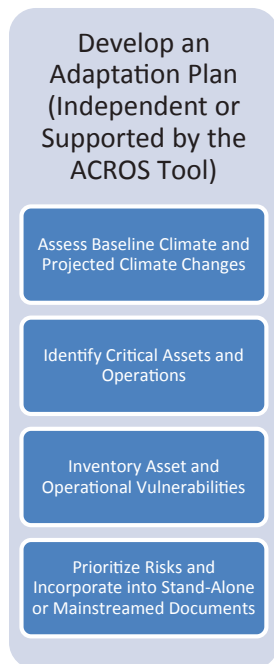 Develop an
Adaptation Plan
(Independent or
Supported by the
ACROS Tool)
Assess Baseline Climate and
Projected Climate Changes
Identify Critical Assets and
Operations
Inventory Asset and
Operational Vulnerabilities
Prioritize Risks and
Incorporate into Stand-Alone
or Mainstreamed Documents